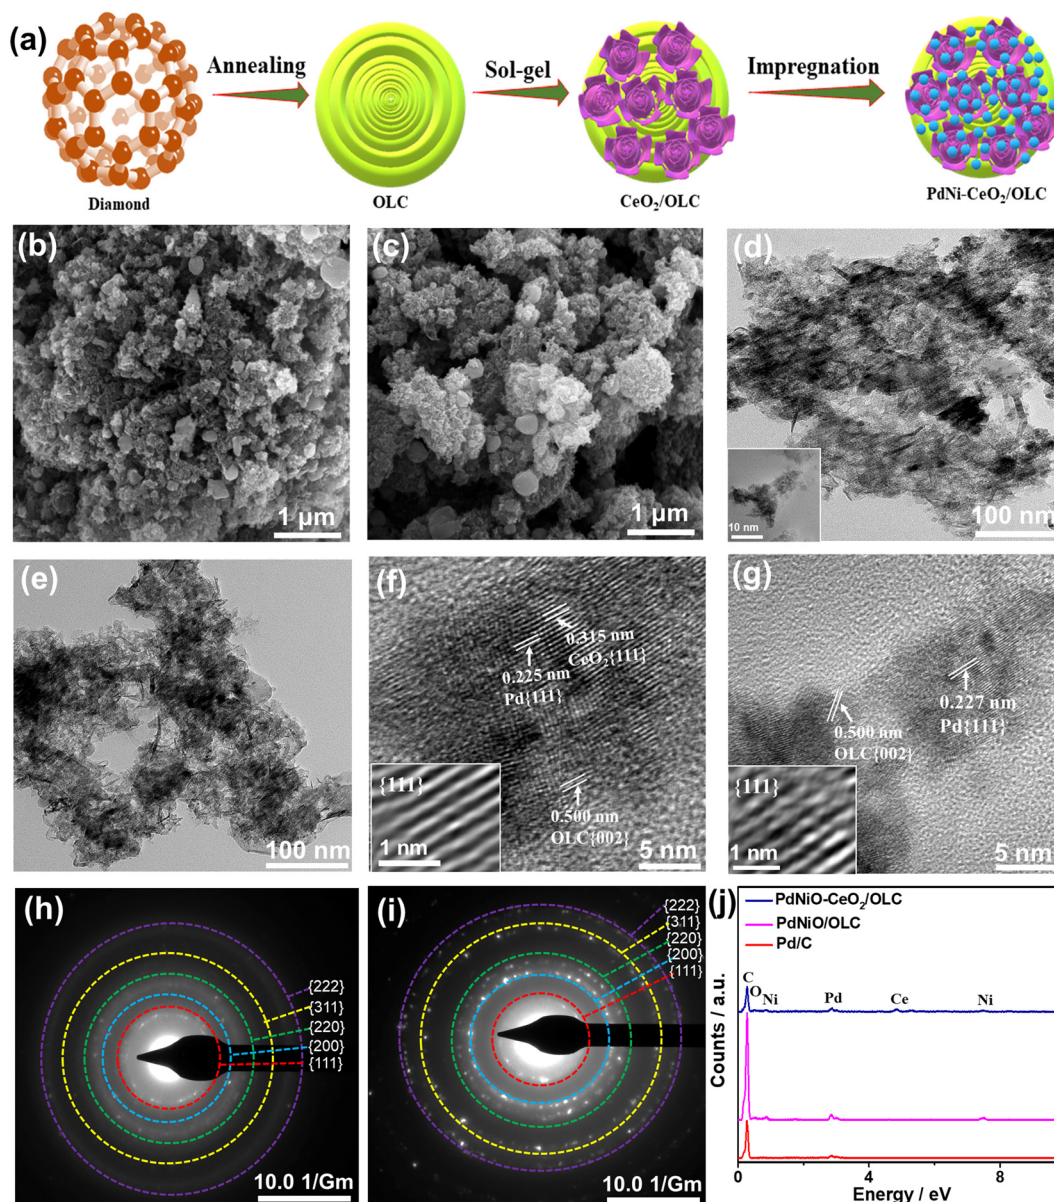 (a)
Annealing
Sol-gel
Impregnation
Diamond
OLC
CeO₂/OLC
PdNi-CeO₂/OLC
(b)
1 µm
(c)
1 µm
(d)
10 nm
100 nm
(e)
100 nm
(f)
0.315 nm
CeO₂{111}
0.225 nm
Pd{111}
0.500 nm
OLC{002}
{111}
1 nm
5 nm
(g)
0.227 nm
Pd{111}
0.500 nm
OLC{002}
{111}
1 nm
5 nm
(h)
{222}
{311}
{220}
{200}
{111}
10.0 1/Gm
(i)
{222}
{311}
{220}
{200}
{111}
10.0 1/Gm
(j)
PdNiO-CeO₂/OLC
PdNiO/OLC
Pd/C
C
O
Ni
Pd
Ce
Ni
Counts / a.u.
0
4
8
Energy / eV